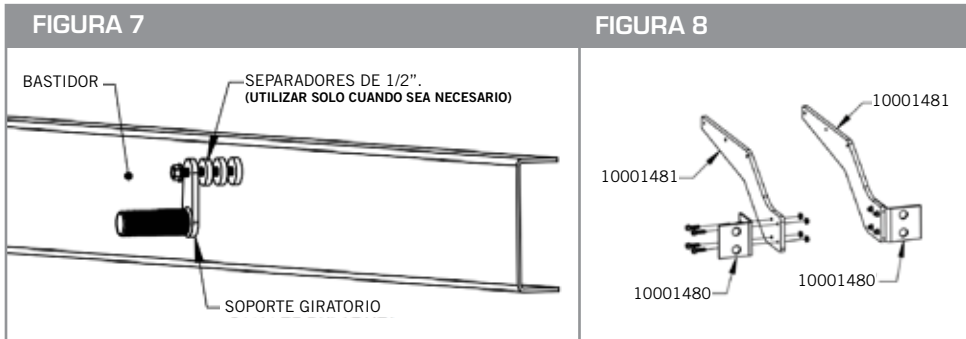 FIGURA 7
BASTIDOR
SEPARADORES DE 1/2”.
(UTILIZAR SOLO CUANDO SEA NECESARIO)
SOPORTE GIRATORIO
FIGURA 8
10001481
10001481
10001480
10001480